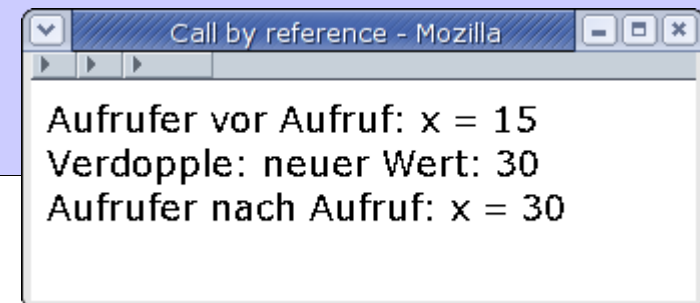 Call by reference - Mozilla
Aufrufer vor Aufruf: x = 15
Verdopple: neuer Wert: 30
Aufrufer nach Aufruf: x = 30